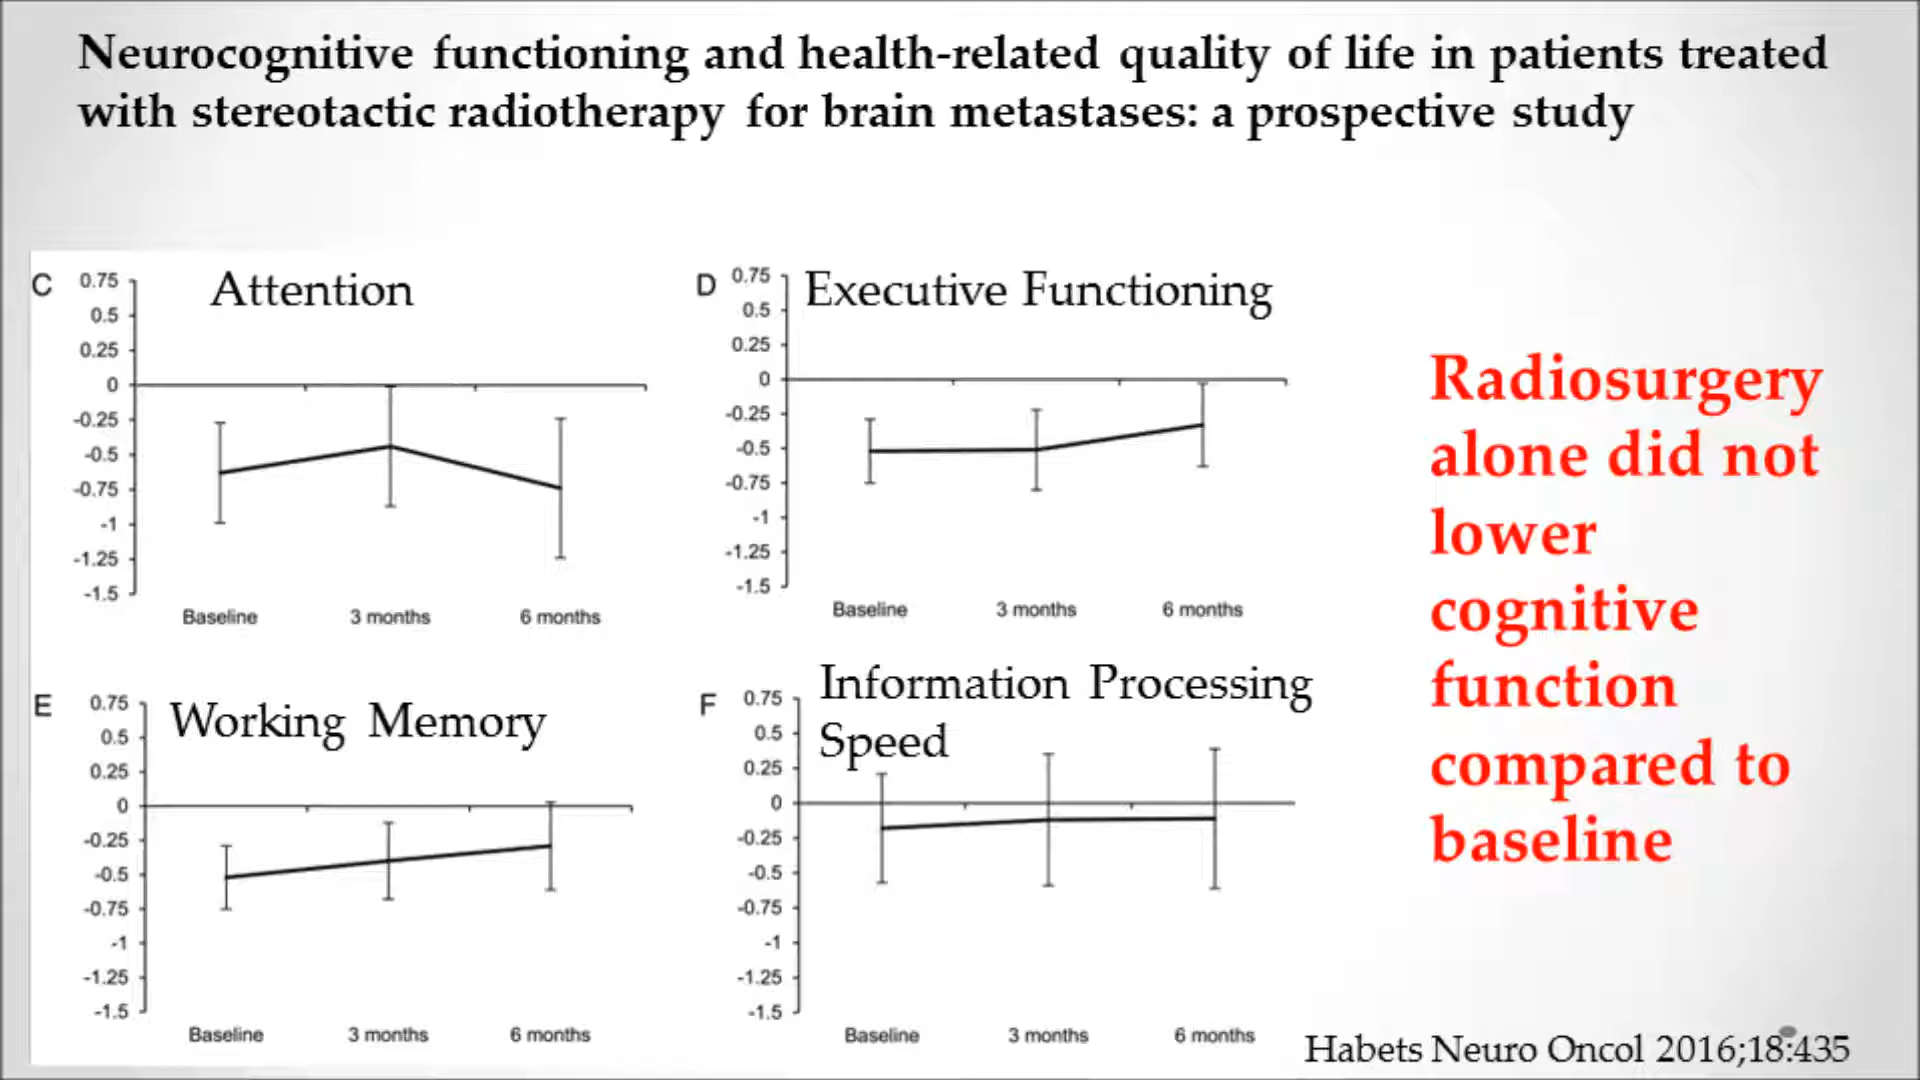 Neurocognitive functioning and health-related quality of life in patients treated
with stereotactic radiotherapy for brain metastases: a prospective study
C
Attention
0.75
0.5
0.25
0
-0.25
-0.5
-0.75
-1
-1.25
-1.5
Baseline 3 months 6 months
D
Executive Functioning
0.75
0.5
0.25
0
-0.25
-0.5
-0.75
-1
-1.25
-1.5
Baseline 3 months 6 months
E
Working Memory
0.75
0.5
0.25
0
-0.25
-0.5
-0.75
-1
-1.25
-1.5
Baseline 3 months 6 months
F
Information Processing
Speed
0.75
0.5
0.25
0
-0.25
-0.5
-0.75
-1
-1.25
-1.5
Baseline 3 months 6 months
Radiosurgery
alone did not
lower
cognitive
function
compared to
baseline
Habets Neuro Oncol 2016;18:435